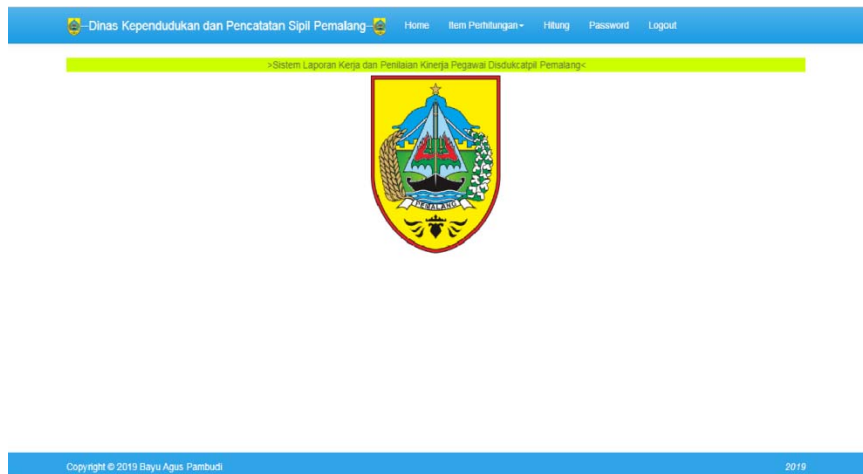 --Dinas Kependudukan dan Pencatatan Sipil Pemalang-- Home Item Perhitungan Hitung Password Logout
>Sistem Laporan Kerja dan Penilaian Kinerja Pegawai Disdukcatpil Pemalang<
PEMALANG
Copyright © 2019 Bayu Agus Pambudi 2019